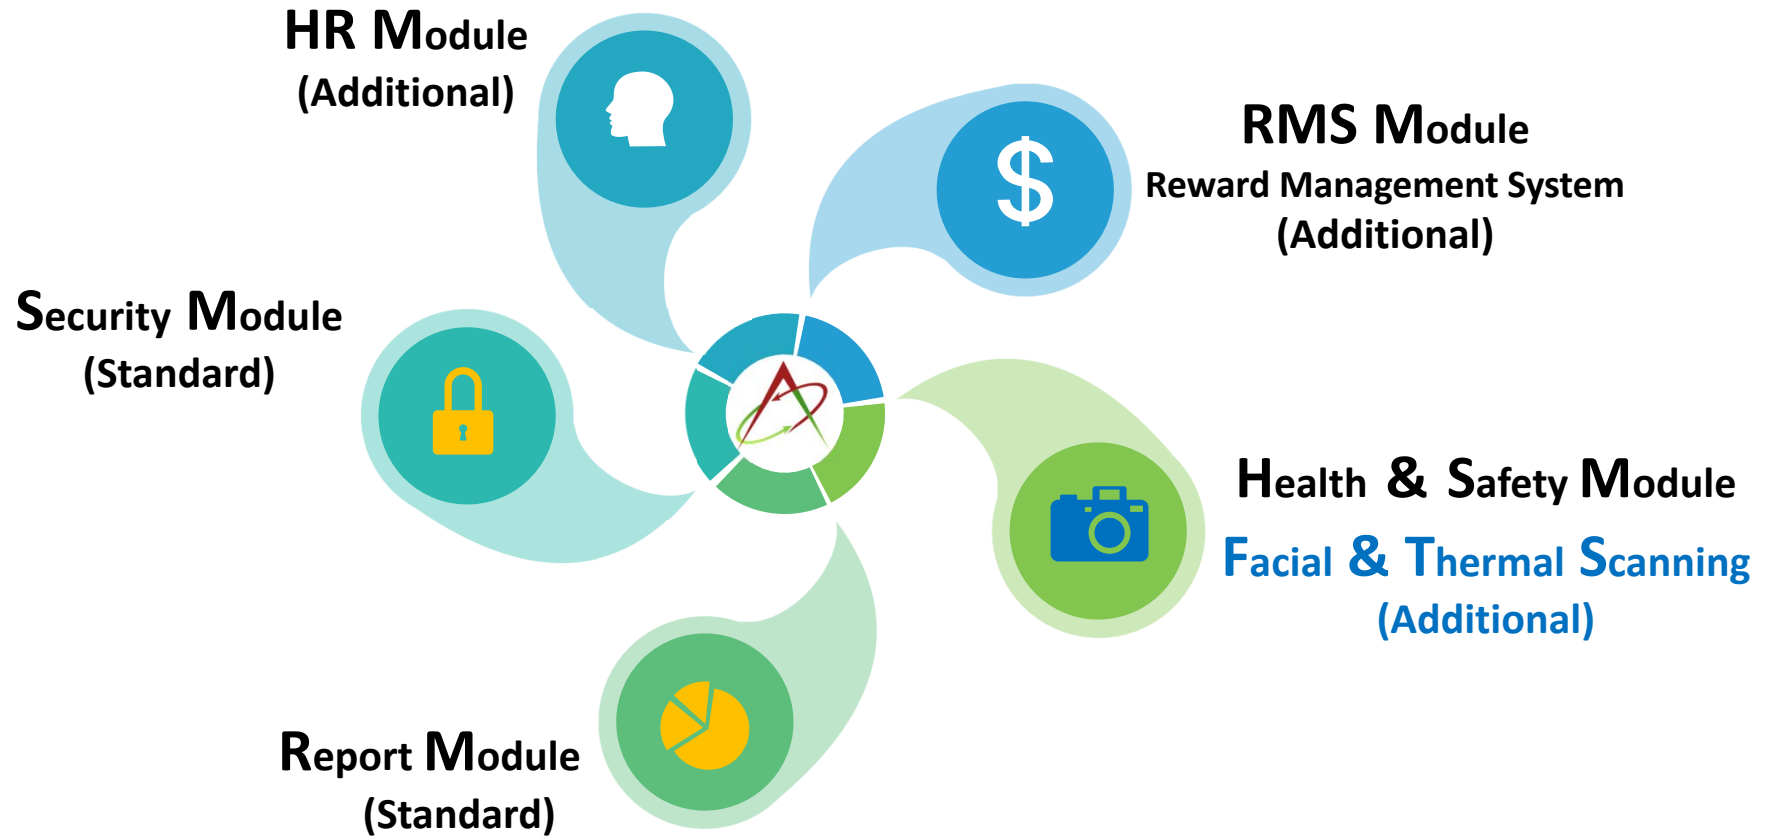 HR Module
(Additional)
RMS Module
Reward Management System
(Additional)
Security Module
(Standard)
Health & Safety Module
Facial & Thermal Scanning
(Additional)
Report Module
(Standard)